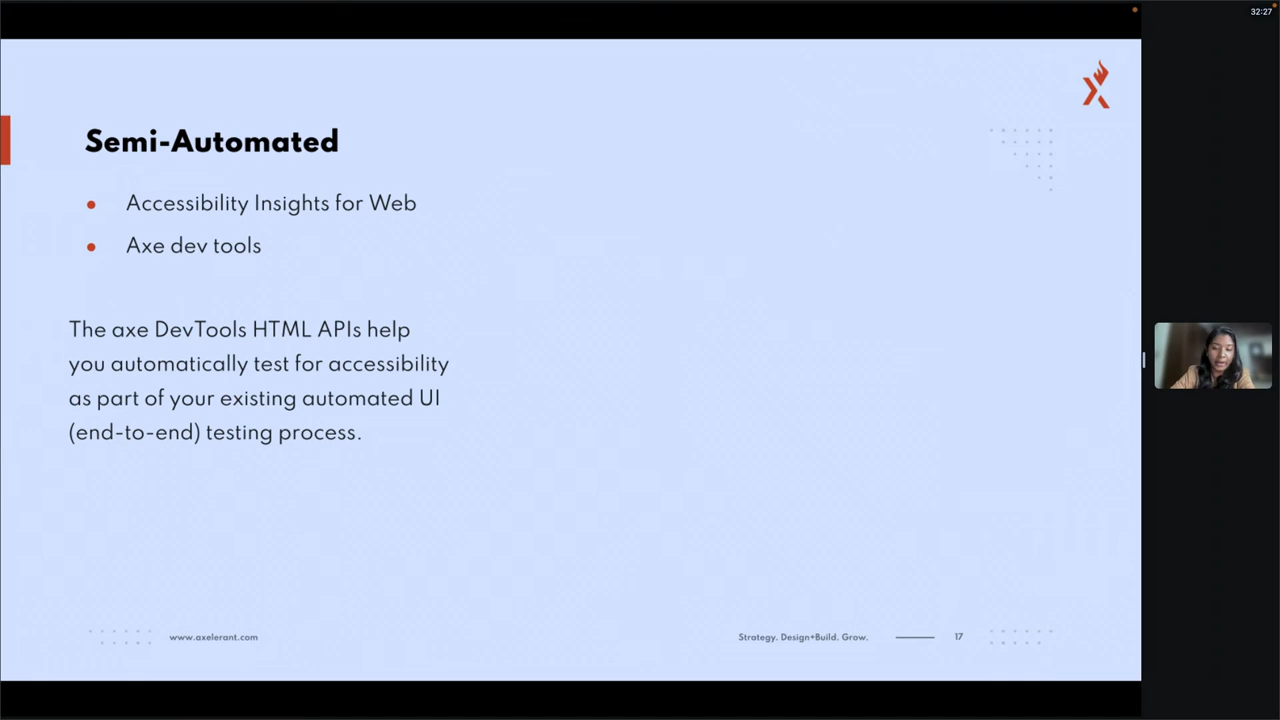 32:27
Semi-Automated
Accessibility Insights for Web
Axe dev tools
The axe DevTools HTML APIs help
you automatically test for accessibility
as part of your existing automated UI
(end-to-end) testing process.
www.axelerant.com
Strategy. Design+Build. Grow.
17